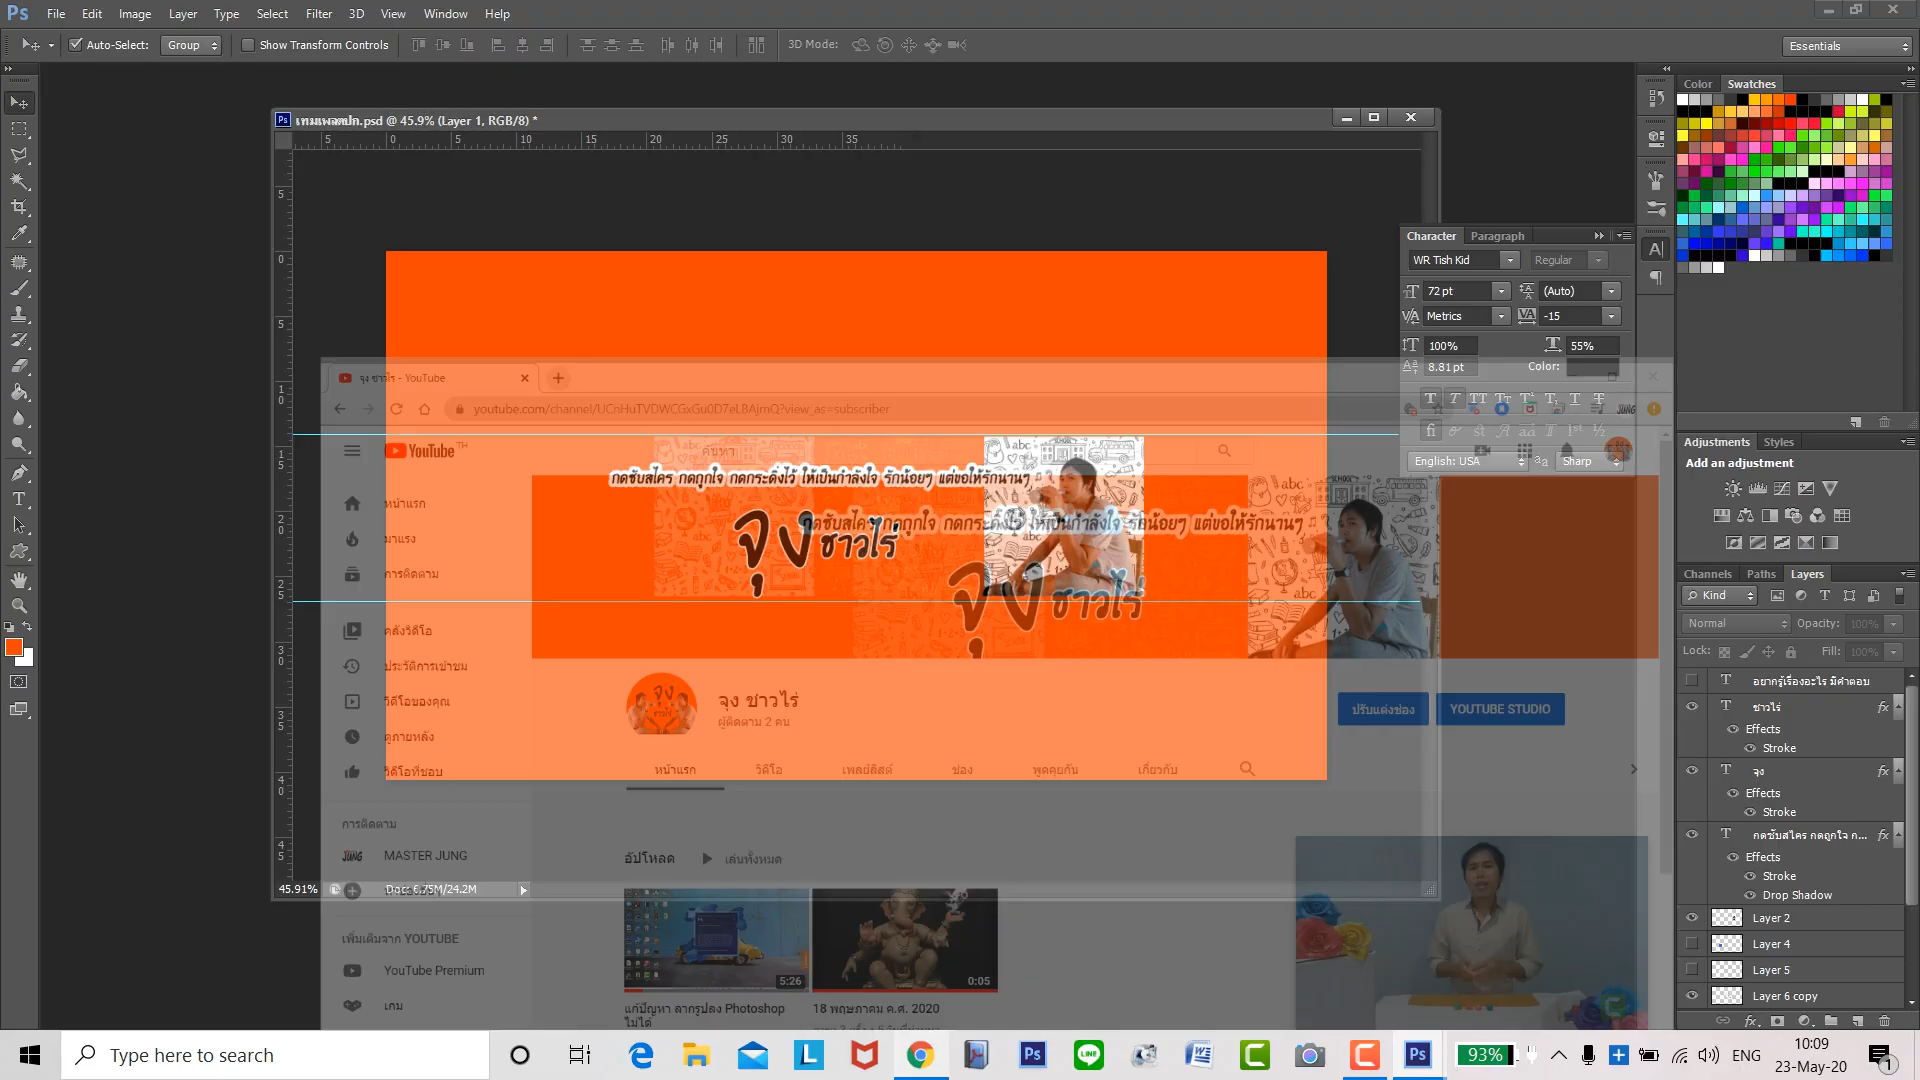 File Edit Image Layer Type Select Filter 3D View Window Help
Auto-Select: Group Show Transform Controls 3D Mode: Essentials
เทมเพลตปก.psd @ 45.9% (Layer 1, RGB/8) *
Color Swatches
Character Paragraph
WR Tish Kid Regular
72 pt (Auto)
Metrics -15
100% 55%
8.81 pt Color:
English: USA Sharp
จุง ชาวไร่ - YouTube
youtube.com/channel/UCnHuTVDWCGxGu0D7eLBAjmQ?view_as=subscriber
YouTube TH
ค้นหา
กดซับสไคร กดถูกใจ กดกระดิ่งไว้ ให้เป็นกำลังใจ รักน้อยๆ แต่ขอให้รักนานๆ
จุง ชาวไร่
กดซับสไคร กดถูกใจ กดกระดิ่งไว้ ให้เป็นกำลังใจ รักน้อยๆ แต่ขอให้รักนานๆ
จุง ชาวไร่
หน้าแรก
มาแรง
การติดตาม
คลังวิดีโอ
ประวัติการเข้าชม
วิดีโอของคุณ
ดูภายหลัง
วิดีโอที่ชอบ
การติดตาม
MASTER JUNG
เพิ่มเติมจาก YOUTUBE
YouTube Premium
เกม
จุง ชาวไร่
ผู้ติดตาม 2 คน
ปรับแต่งช่อง YOUTUBE STUDIO
หน้าแรก วิดีโอ เพลย์ลิสต์ ช่อง พูดคุยกัน เกี่ยวกับ
อัปโหลด เล่นทั้งหมด
5:26 0:05
แก้ปัญหา ลากรูปลง Photoshop ไม่ได้
18 พฤษภาคม ค.ศ. 2020
45.91% Doc: 6.75M/24.2M
Adjustments Styles
Add an adjustment
Channels Paths Layers
Kind
Normal Opacity: 100%
Lock: Fill: 100%
อยากรู้เรื่องอะไร มีคำตอบ
ชาวไร่ fx
Effects
Stroke
จุง fx
Effects
Stroke
กดซับสไคร กดถูกใจ ก... fx
Effects
Stroke
Drop Shadow
Layer 2
Layer 4
Layer 5
Layer 6 copy
Type here to search
93% ENG
10:09
23-May-20
1